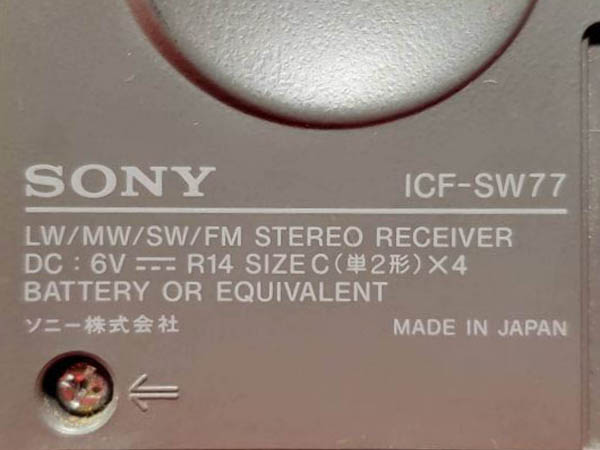 SONY ICF-SW77
LW/MW/SW/FM STEREO RECEIVER
DC : 6V ⎓ R14 SIZE C (単2形) ×4
BATTERY OR EQUIVALENT
ソニー株式会社 MADE IN JAPAN